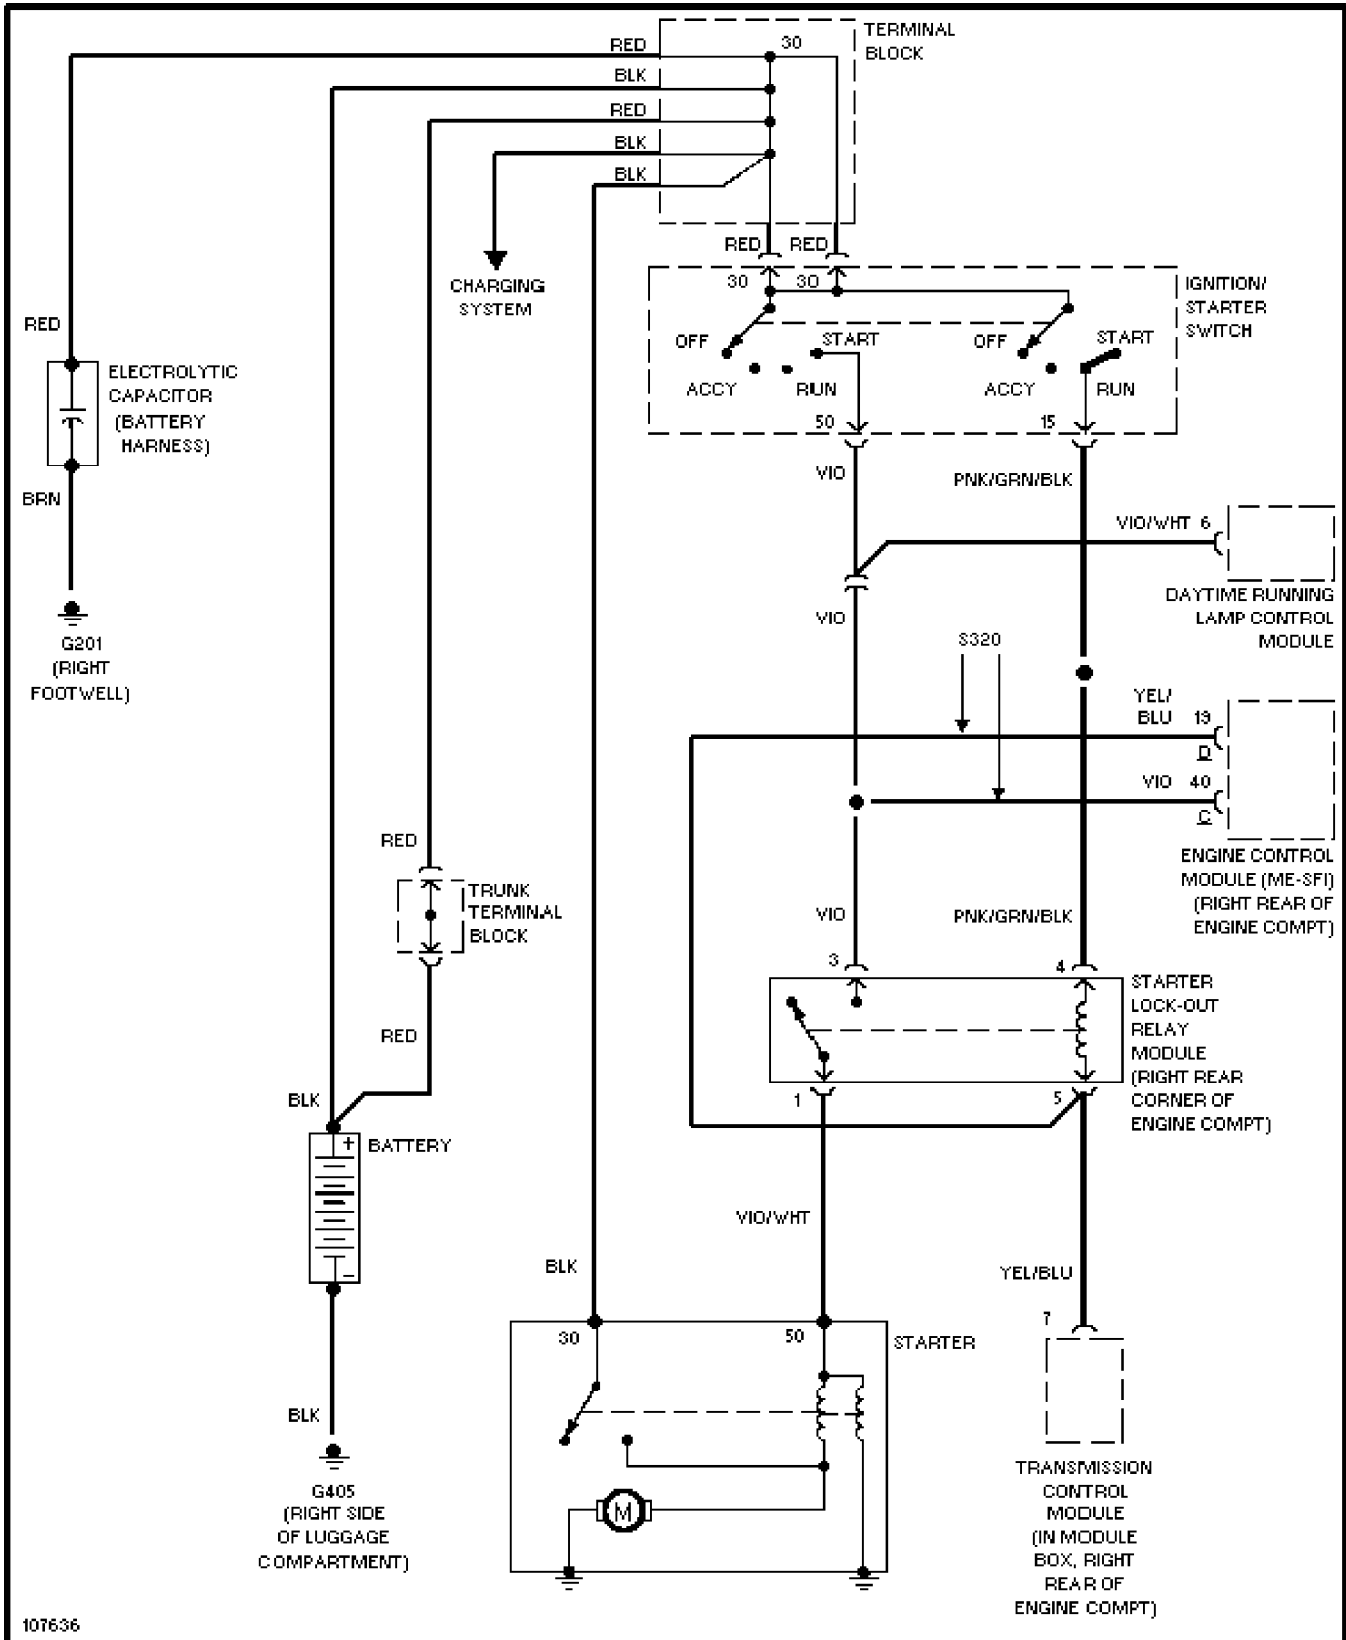 TERMINAL
BLOCK
30
RED
BLK
RED
BLK
BLK
RED RED
CHARGING
SYSTEM
30 30
IGNITION/
STARTER
SWITCH
OFF
START
OFF
START
ACCY
RUN
ACCY
RUN
50
15
RED
ELECTROLYTIC
CAPACITOR
(BATTERY
HARNESS)
BRN
G201
(RIGHT
FOOTWELL)
VIO
PNK/GRN/BLK
VIO/WHT 6
DAYTIME RUNNING
LAMP CONTROL
MODULE
VIO
S320
YEL/
BLU 19
D
VIO 40
C
ENGINE CONTROL
MODULE (ME-SFI)
(RIGHT REAR OF
ENGINE COMPT)
RED
TRUNK
TERMINAL
BLOCK
VIO
PNK/GRN/BLK
3
4
STARTER
LOCK-OUT
RELAY
MODULE
(RIGHT REAR
CORNER OF
ENGINE COMPT)
RED
1
5
BLK
+
BATTERY
–
VIO/WHT
BLK
YEL/BLU
7
30
50
STARTER
BLK
G405
(RIGHT SIDE
OF LUGGAGE
COMPARTMENT)
M
TRANSMISSION
CONTROL
MODULE
(IN MODULE
BOX, RIGHT
REAR OF
ENGINE COMPT)
107636